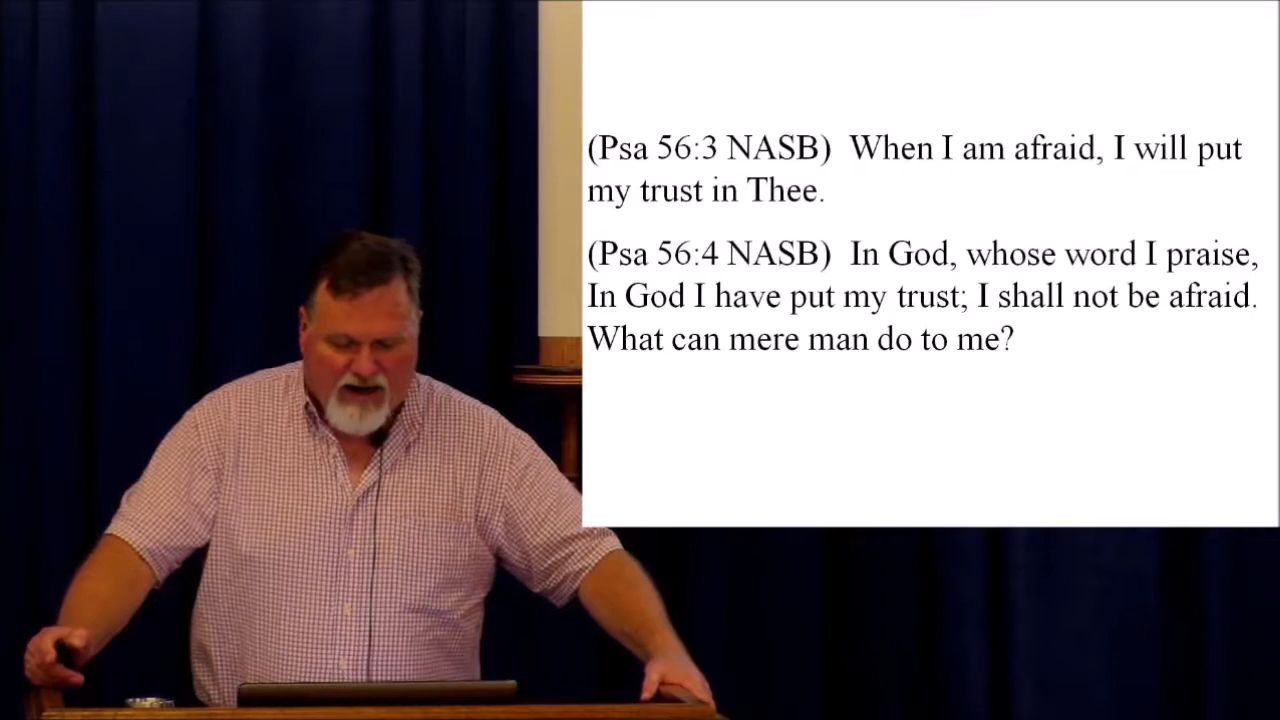 (Psa 56:3 NASB)  When I am afraid, I will put
my trust in Thee.
(Psa 56:4 NASB)  In God, whose word I praise,
In God I have put my trust; I shall not be afraid.
What can mere man do to me?